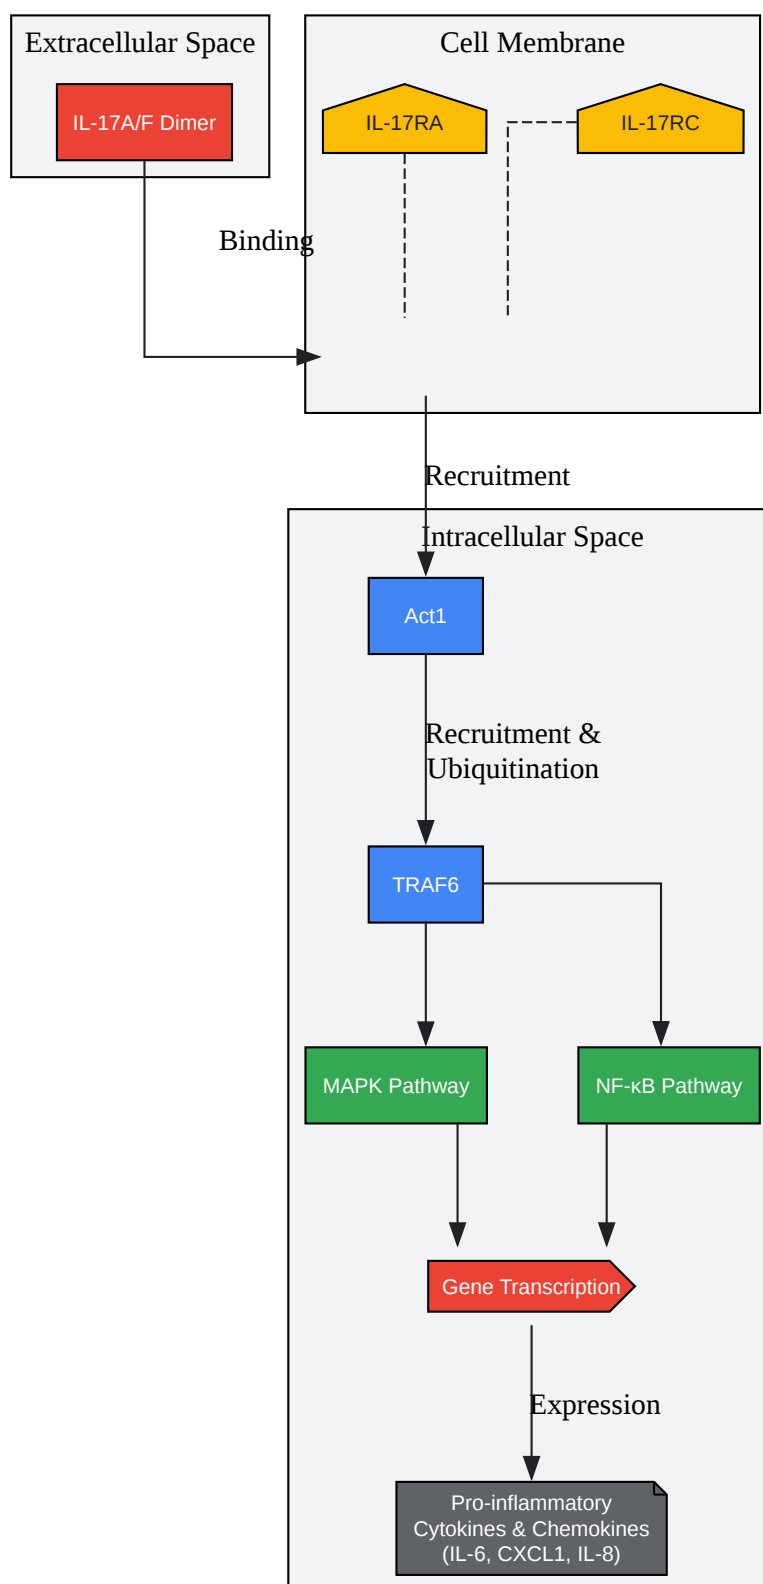 Extracellular Space
Cell Membrane
IL-17A/F Dimer
IL-17RA
IL-17RC
Binding
Recruitment
Intracellular Space
Act1
Recruitment &
Ubiquitination
TRAF6
MAPK Pathway
NF-κB Pathway
Gene Transcription
Expression
Pro-inflammatory
Cytokines & Chemokines
(IL-6, CXCL1, IL-8)